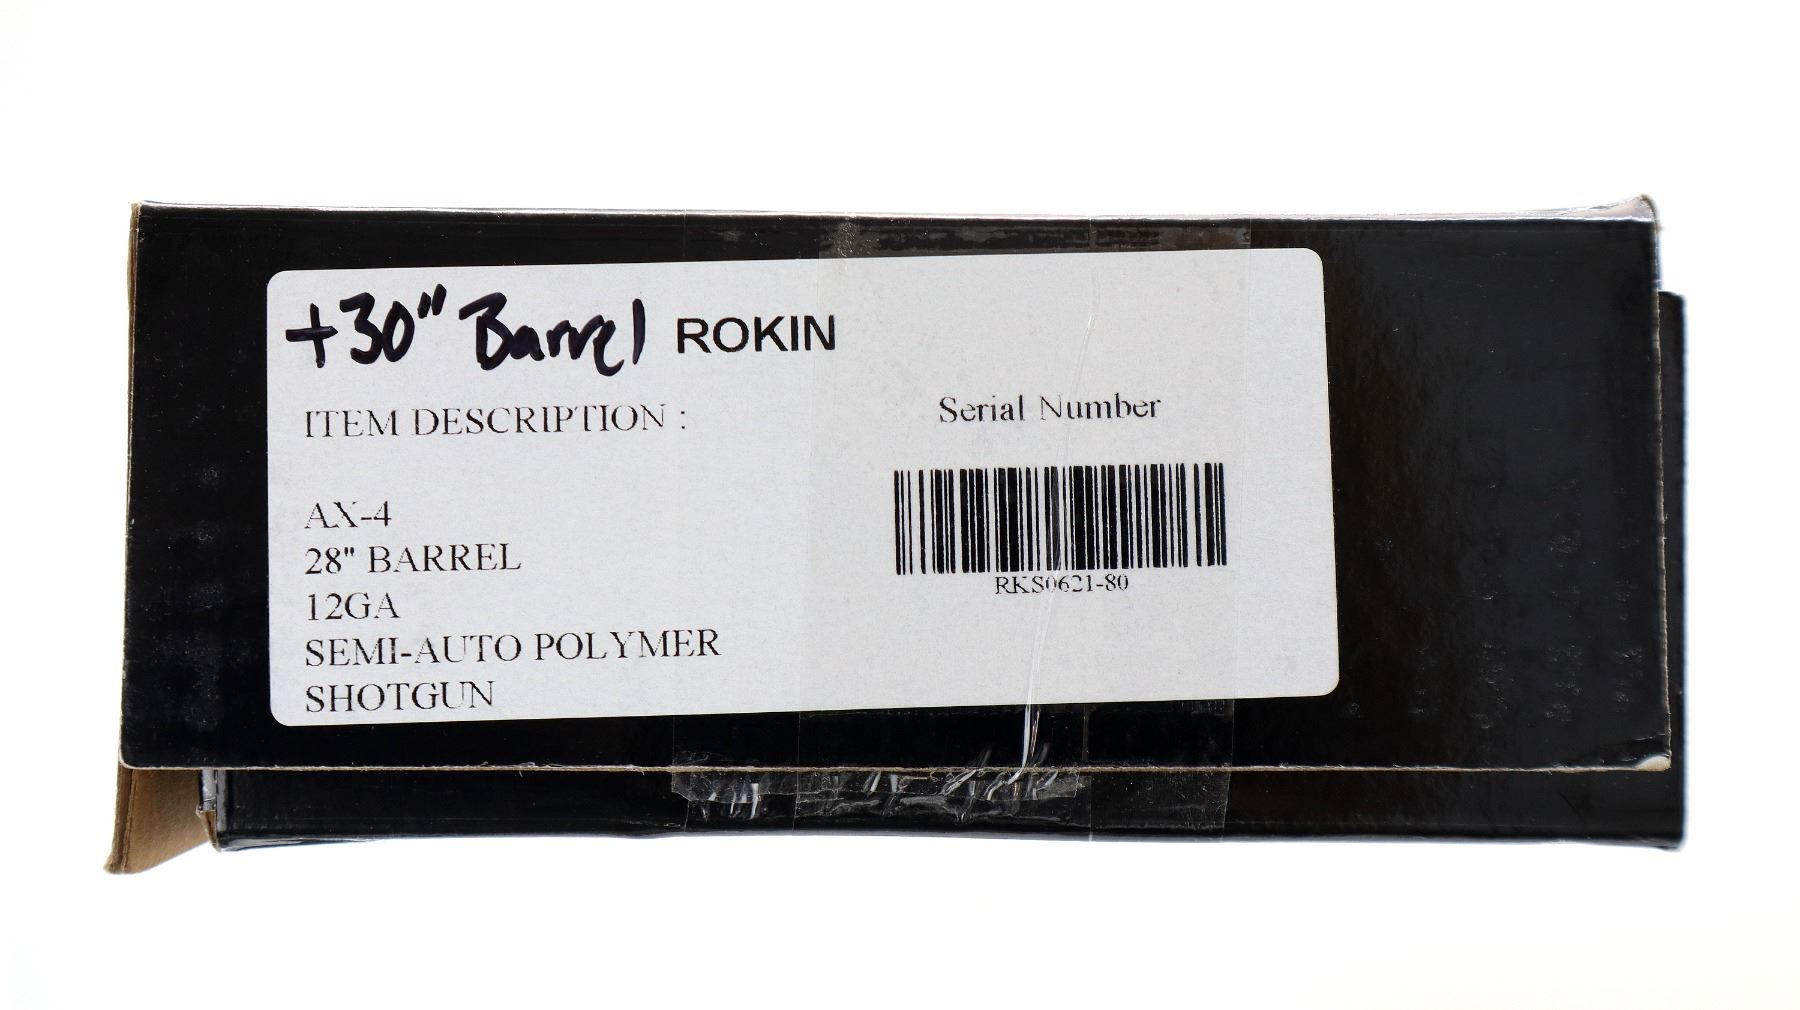 +30" Barrel ROKIN
ITEM DESCRIPTION :
Serial Number
AX-4
28" BARREL
12GA
SEMI-AUTO POLYMER
SHOTGUN
RKS0621-80